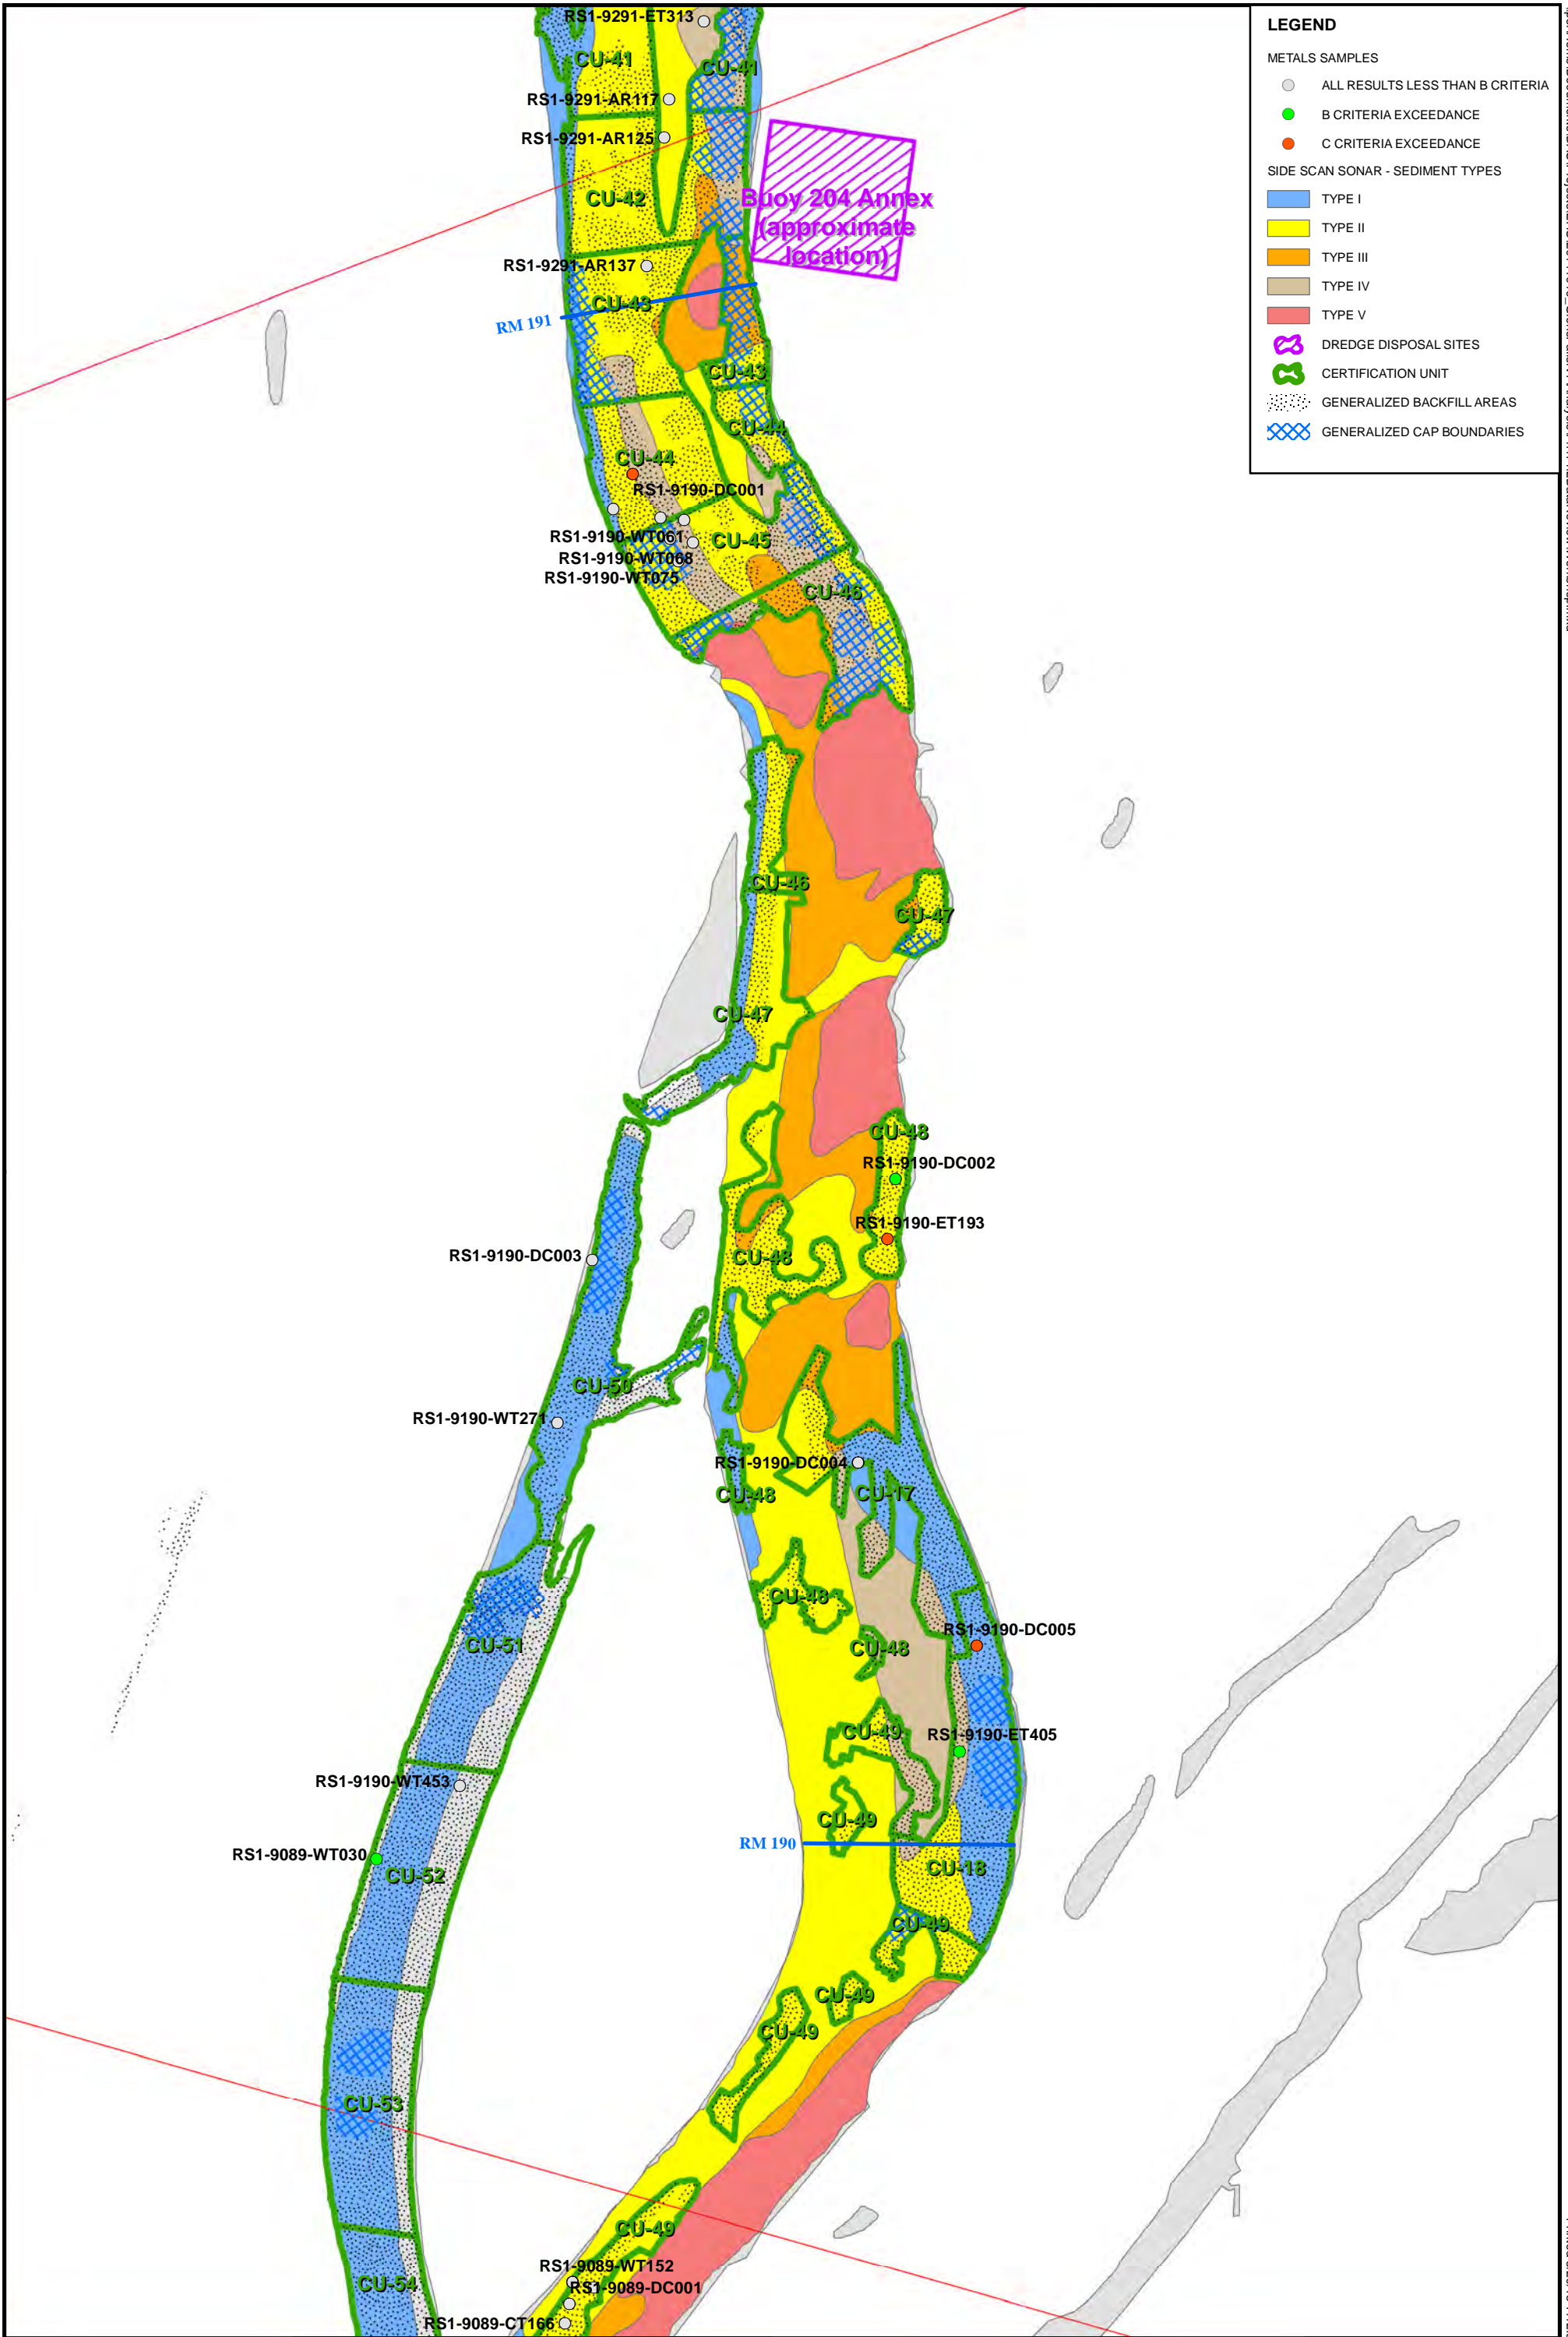 LEGEND
METALS SAMPLES
ALL RESULTS LESS THAN B CRITERIA
B CRITERIA EXCEEDANCE
C CRITERIA EXCEEDANCE
SIDE SCAN SONAR - SEDIMENT TYPES
TYPE I
TYPE II
TYPE III
TYPE IV
TYPE V
DREDGE DISPOSAL SITES
CERTIFICATION UNIT
GENERALIZED BACKFILL AREAS
GENERALIZED CAP BOUNDARIES
RS1-9291-ET313
CU-41
CU-41
RS1-9291-AR117
RS1-9291-AR125
CU-42
Buoy 204 Annex
(approximate
location)
RS1-9291-AR137
CU-43
RM 191
CU-43
CU-44
CU-44
RS1-9190-DC001
RS1-9190-WT061
CU-45
RS1-9190-WT068
RS1-9190-WT075
CU-46
CU-46
CU-47
CU-47
CU-48
RS1-9190-DC002
RS1-9190-ET193
RS1-9190-DC003
CU-48
CU-50
RS1-9190-WT271
RS1-9190-DC004
CU-48
CU-17
CU-48
RS1-9190-DC005
CU-51
CU-48
CU-49
RS1-9190-ET405
RS1-9190-WT453
CU-49
RM 190
RS1-9089-WT030
CU-52
CU-18
CU-49
CU-49
CU-49
CU-53
CU-49
RS1-9089-WT152
CU-54
RS1-9089-DC001
RS1-9089-CT166